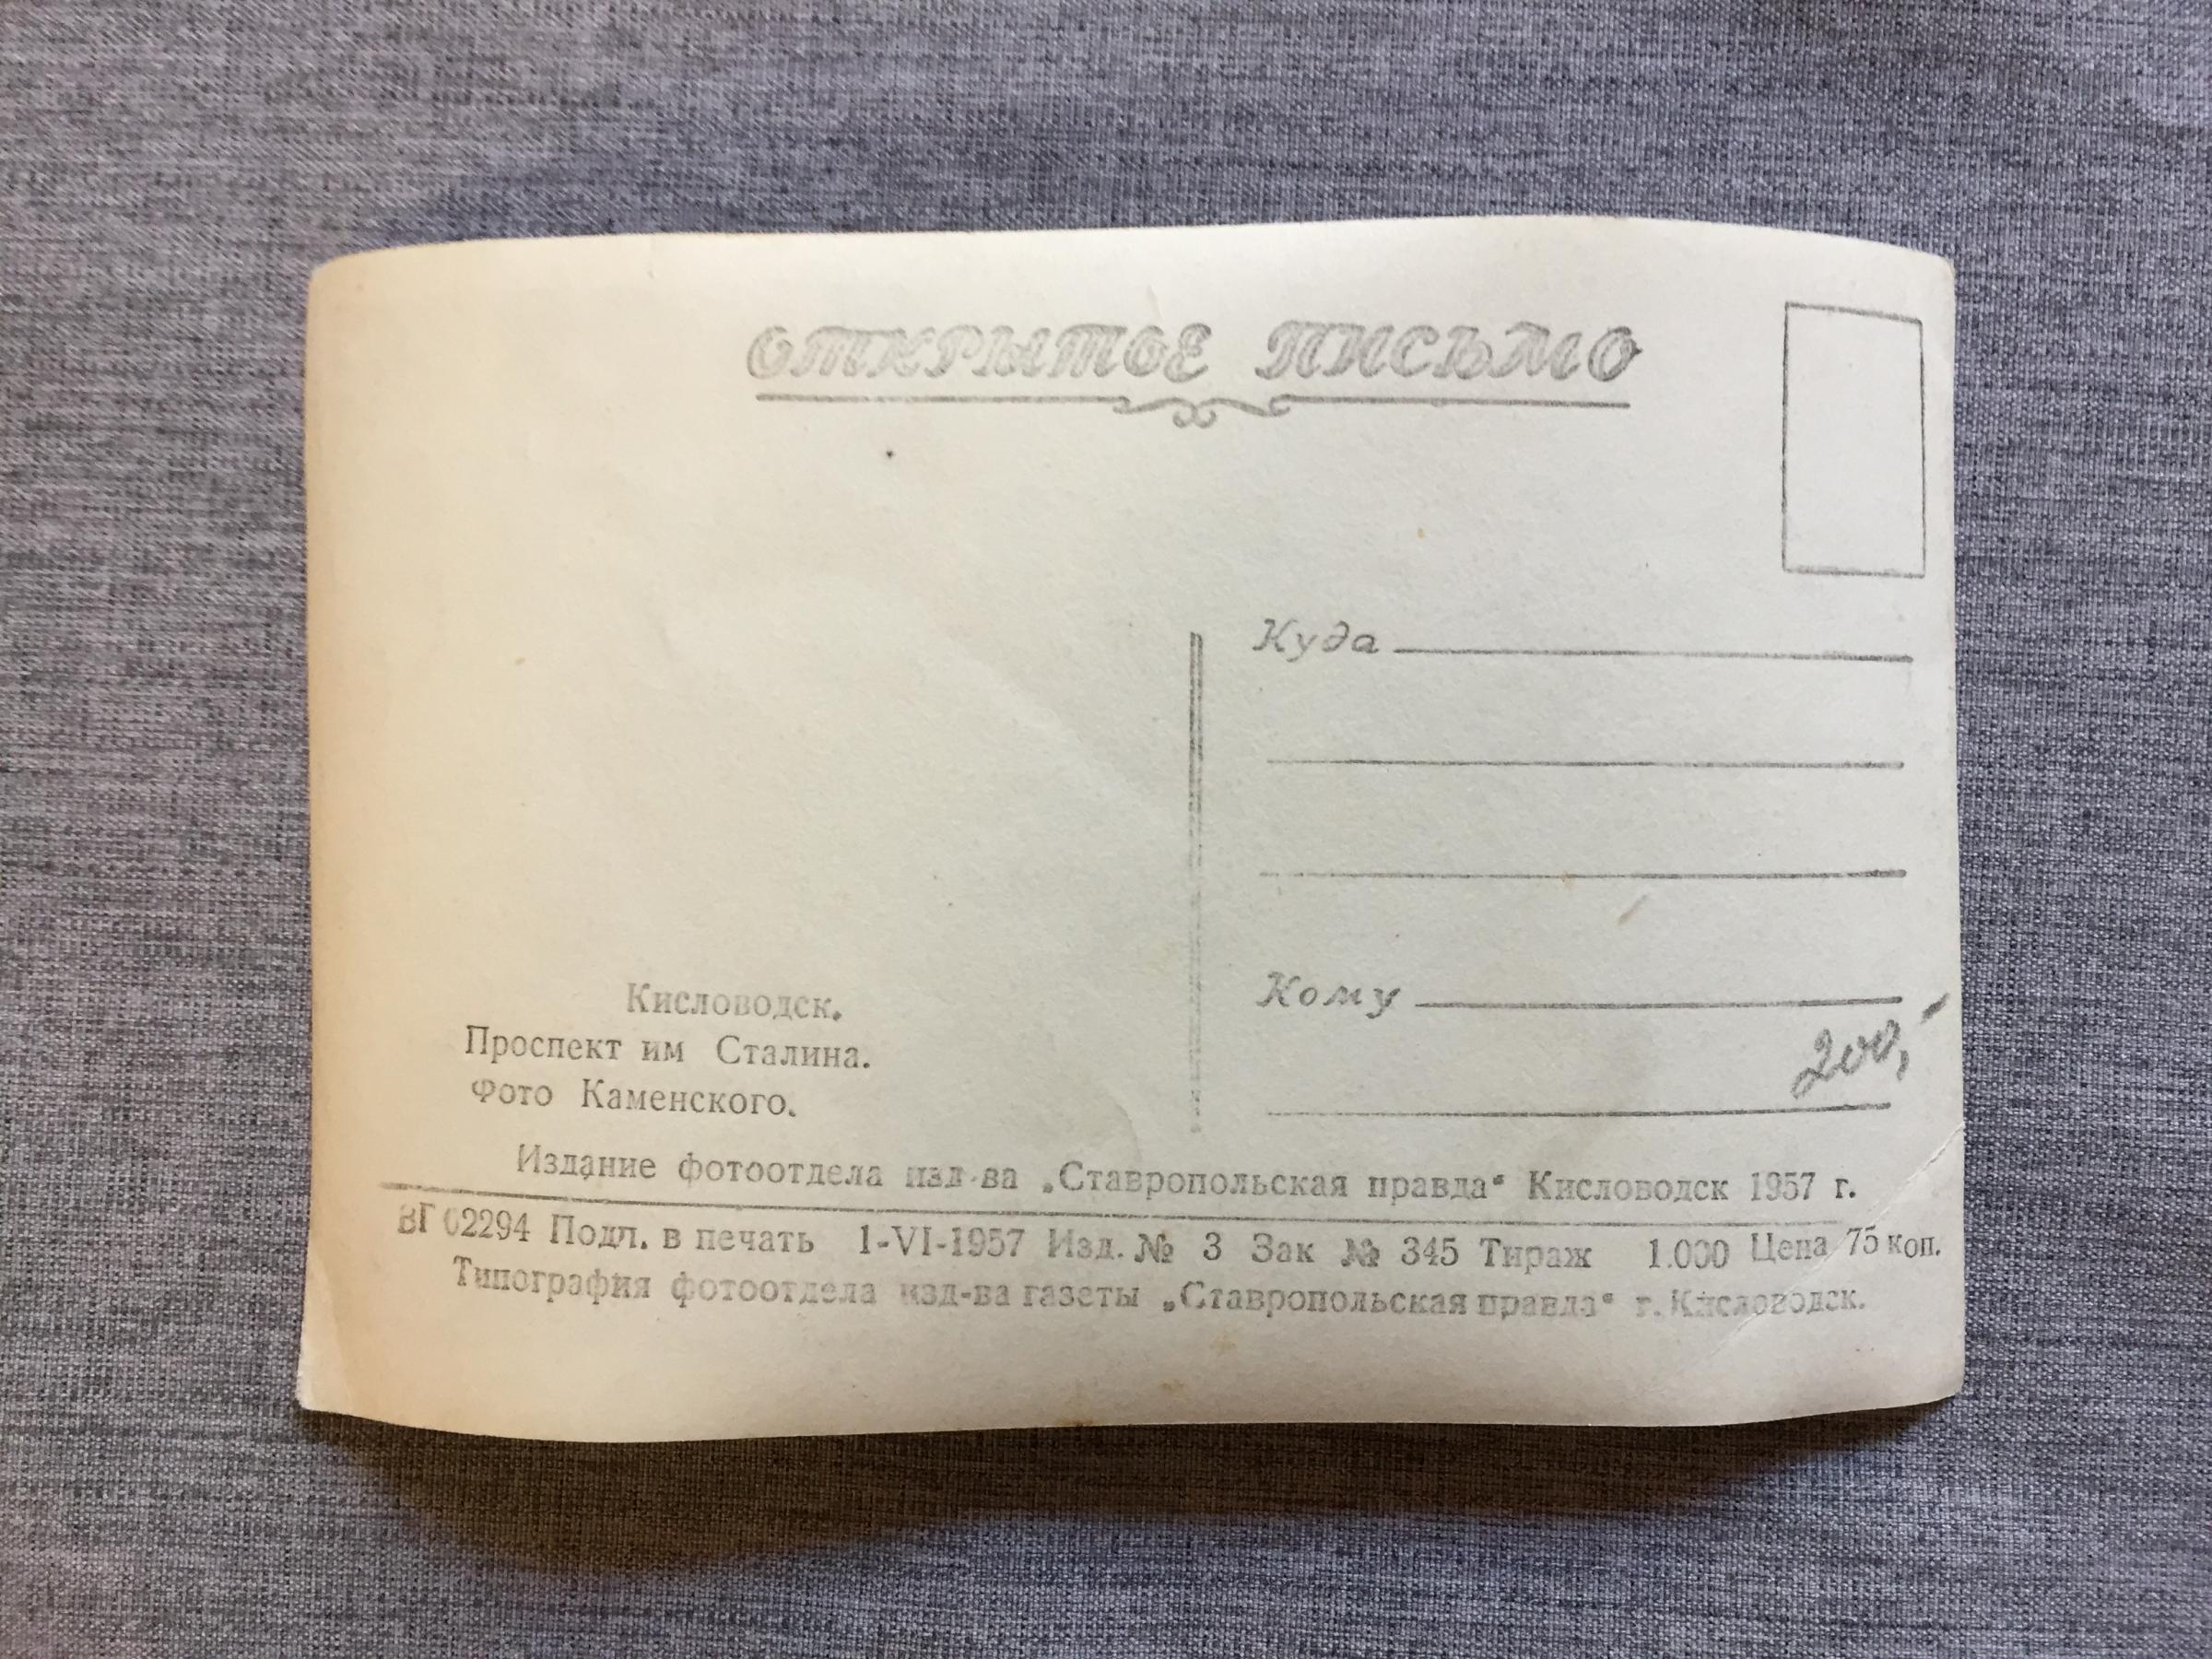 ОТКРЫТОЕ ПИСЬМО
Куда
Кому
200,-
Кисловодск.
Проспект им Сталина.
Фото Каменского.
Издание фотоотдела изд-ва „Ставропольская правда“ Кисловодск 1957 г.
ВГ 02294 Подп. в печать 1-VI-1957 Изд. № 3 Зак № 345 Тираж 1.000 Цена 75 коп.
Типография фотоотдела изд-ва газеты „Ставропольская правда“ г. Кисловодск.